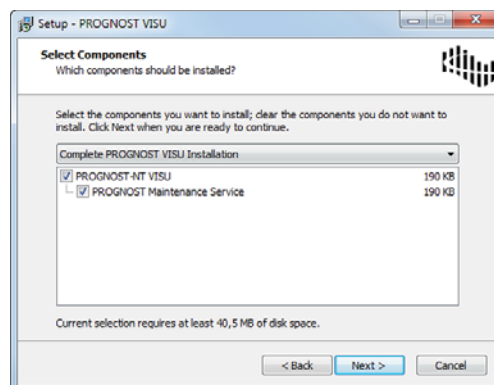 Setup - PROGNOST VISU
Select Components
Which components should be installed?
Select the components you want to install; clear the components you do not want to
install. Click Next when you are ready to continue.
Complete PROGNOST VISU Installation
PROGNOST-NT VISU 190 KB
PROGNOST Maintenance Service 190 KB
Current selection requires at least 40,5 MB of disk space.
< Back Next > Cancel